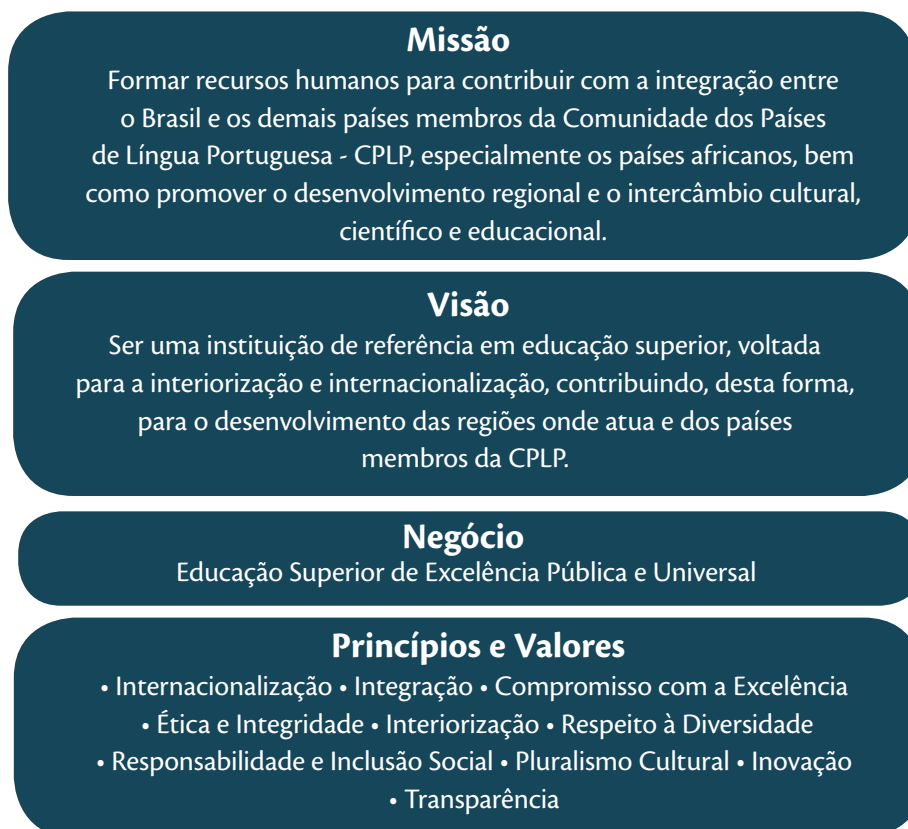 Missão
Formar recursos humanos para contribuir com a integração entre
o Brasil e os demais países membros da Comunidade dos Países
de Língua Portuguesa - CPLP, especialmente os países africanos, bem
como promover o desenvolvimento regional e o intercâmbio cultural,
científico e educacional.
Visão
Ser uma instituição de referência em educação superior, voltada
para a interiorização e internacionalização, contribuindo, desta forma,
para o desenvolvimento das regiões onde atua e dos países
membros da CPLP.
Negócio
Educação Superior de Excelência Pública e Universal
Princípios e Valores
• Internacionalização • Integração • Compromisso com a Excelência
• Ética e Integridade • Interiorização • Respeito à Diversidade
• Responsabilidade e Inclusão Social • Pluralismo Cultural • Inovação
• Transparência